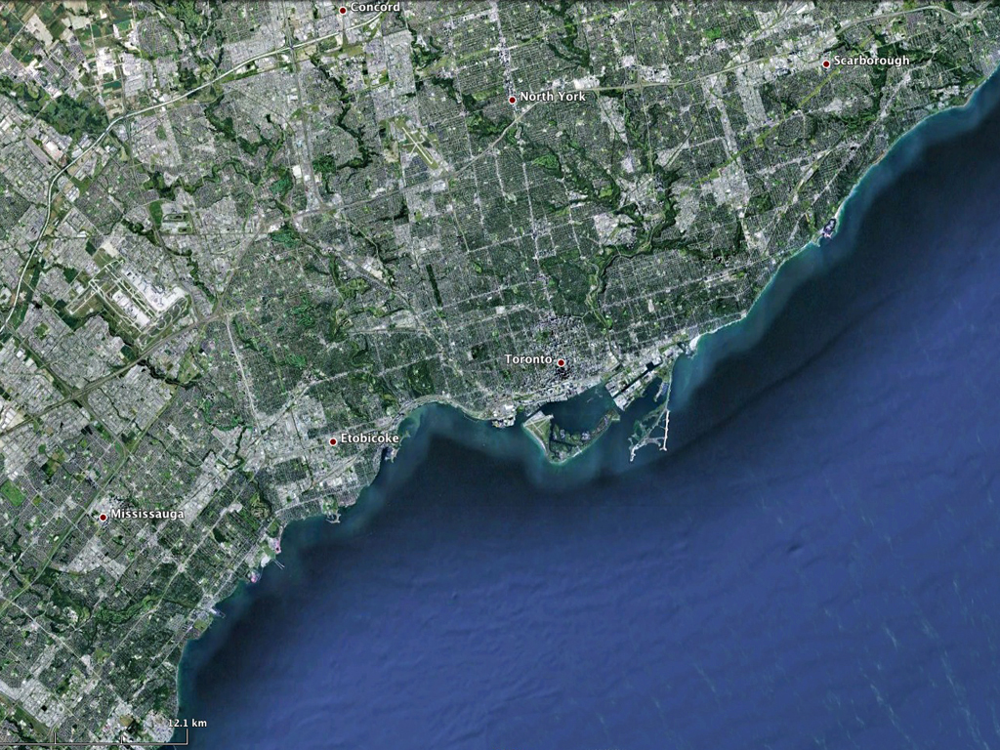 Concord
Scarborough
North York
Toronto
Etobicoke
Mississauga
12.1 km